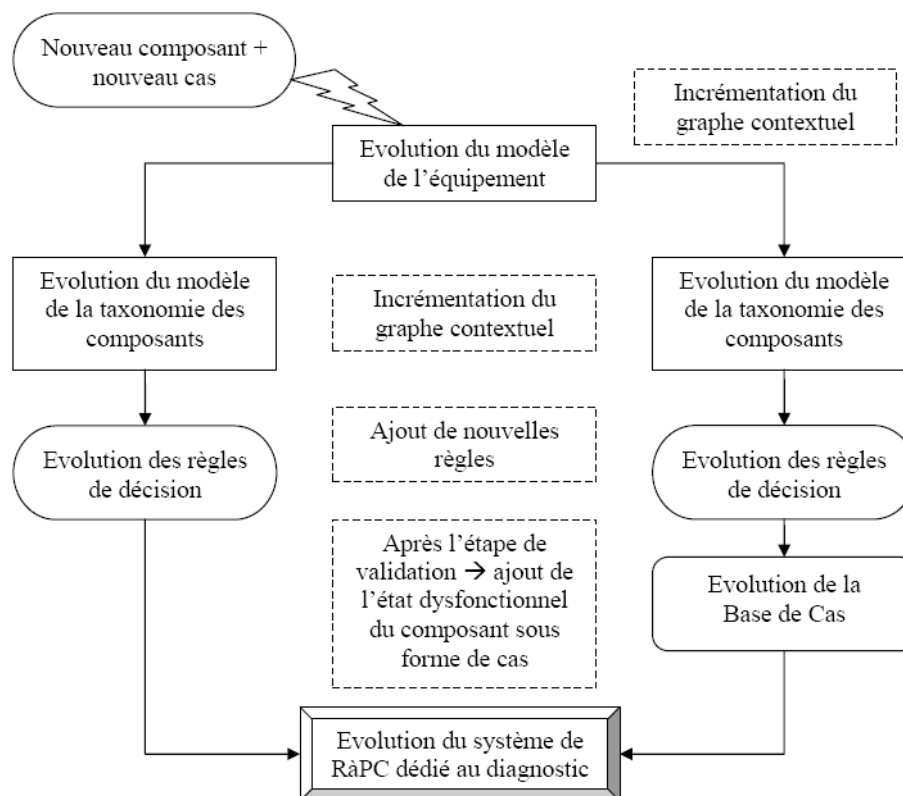 Nouveau composant +
nouveau cas
Incrémentation du
graphe contextuel
Evolution du modèle
de l'équipement
Evolution du modèle
de la taxonomie des
composants
Incrémentation du
graphe contextuel
Evolution du modèle
de la taxonomie des
composants
Evolution des règles
de décision
Ajout de nouvelles
règles
Evolution des règles
de décision
Après l'étape de
validation → ajout de
l'état dysfonctionnel
du composant sous
forme de cas
Evolution de la
Base de Cas
Evolution du système de
RàPC dédié au diagnostic